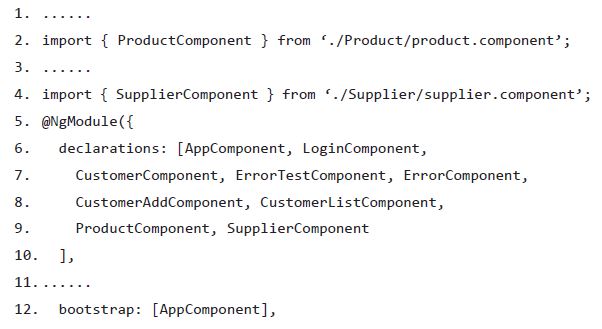 1. ......
2. import { ProductComponent } from ‘./Product/product.component’;
3. ......
4. import { SupplierComponent } from ‘./Supplier/supplier.component’;
5. @NgModule({
6. declarations: [AppComponent, LoginComponent,
7. CustomerComponent, ErrorTestComponent, ErrorComponent,
8. CustomerAddComponent, CustomerListComponent,
9. ProductComponent, SupplierComponent
10. ],
11.......
12. bootstrap: [AppComponent],